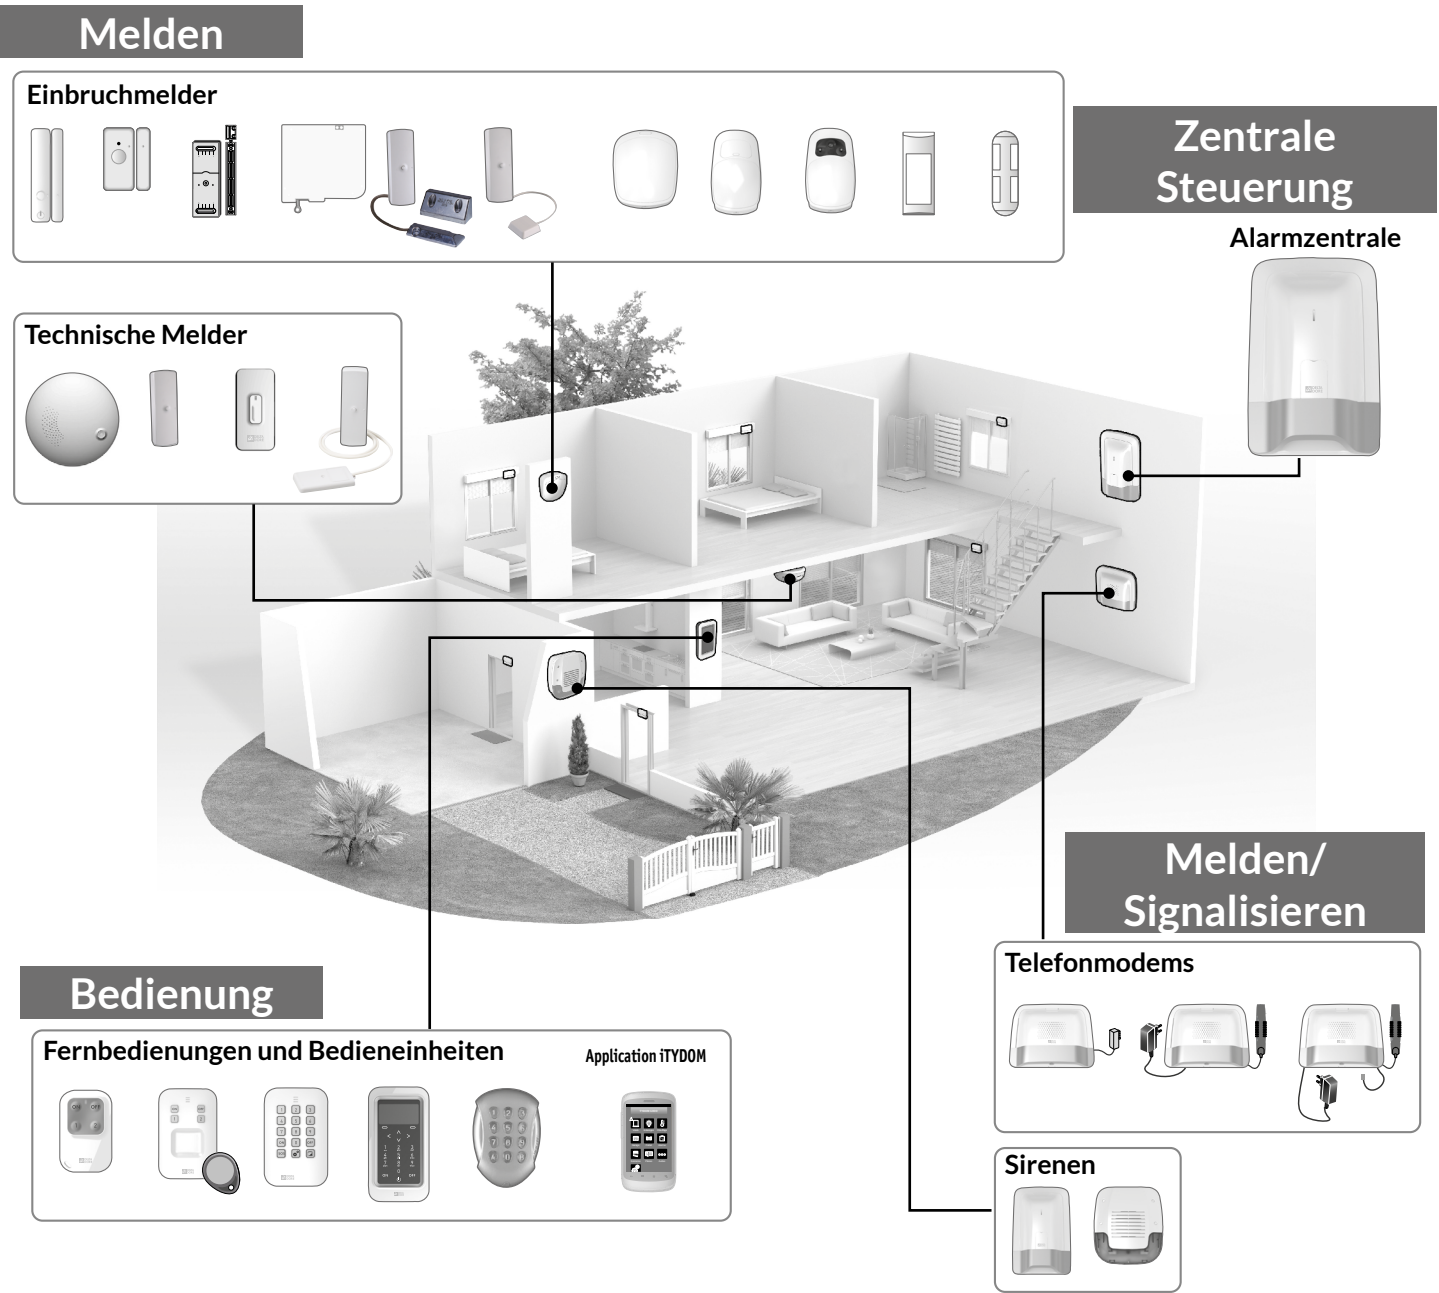 Melden
Einbruchmelder
Zentrale
Steuerung
Alarmzentrale
Technische Melder
Melden/
Signalisieren
Telefonmodems
Bedienung
Fernbedienungen und Bedieneinheiten
Application iTYDOM
Sirenen